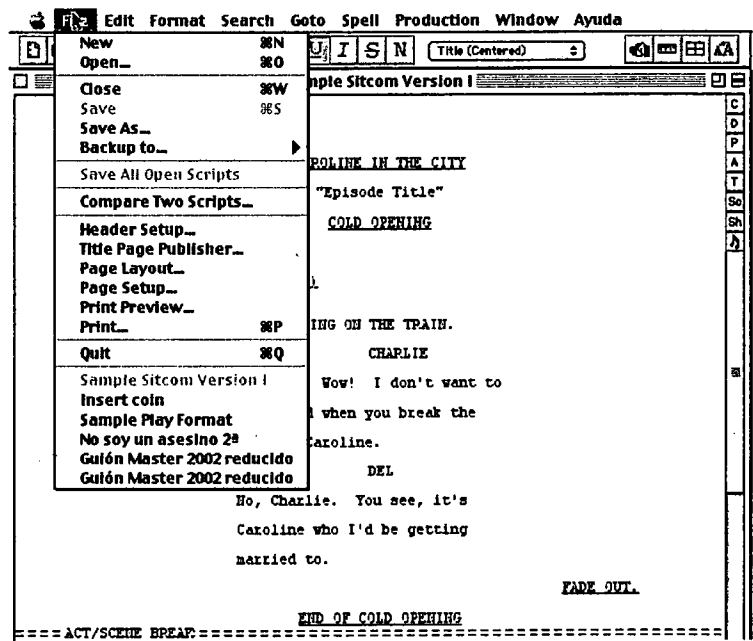 File Edit Format Search Goto Spell Production Window Ayuda
U I S N Title (Centered)
mple Sitcom Version I
New ⌘N
Open... ⌘O
Close ⌘W
Save ⌘S
Save As...
Backup to...
Save All Open Scripts
Compare Two Scripts...
Header Setup...
Title Page Publisher...
Page Layout...
Page Setup...
Print Preview...
Print... ⌘P
Quit ⌘Q
Sample Sitcom Version I
Insert coin
Sample Play Format
No soy un asesino 2ª
Guión Master 2002 reducido
Guión Master 2002 reducido
ROLINE IN THE CITY
"Episode Title"
COLD OPENING
ING ON THE TRAIN.
CHARLIE
Wow! I don't want to
when you break the
Caroline.
DEL
No, Charlie. You see, it's
Caroline who I'd be getting
married to.
FADE OUT.
END OF COLD OPENING
====ACT/SCENE BREAK====
C
D
P
A
T
So
Sh